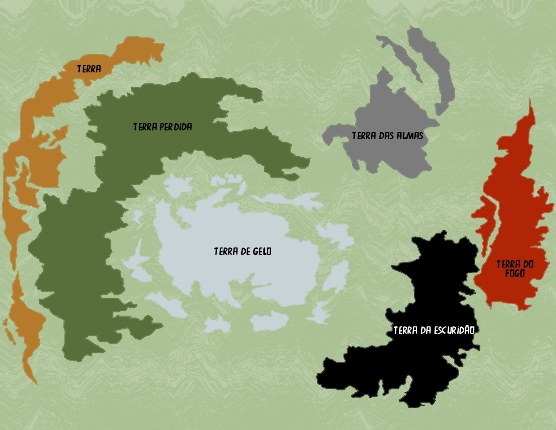 TERRA
TERRA PERDIDA
TERRA DAS ALMAS
TERRA DE GELO
TERRA DO
FOGO
TERRA DA ESCURIDÃO